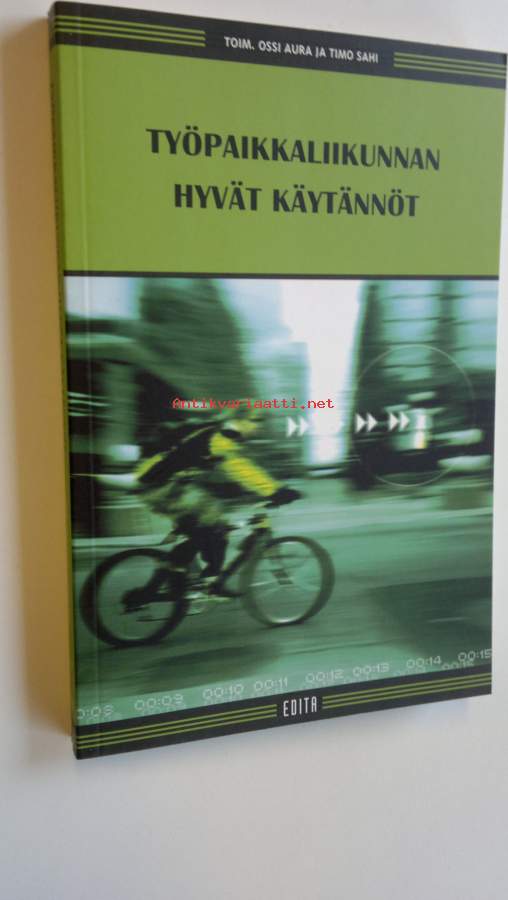 TOIM. OSSI AURA JA TIMO SAHI
TYÖPAIKKALIIKUNNAN
HYVÄT KÄYTÄNNÖT
Antikvariaatti.net
00:09 00:10 00:11 00:12 00:13 00:14 00:15
EDITA